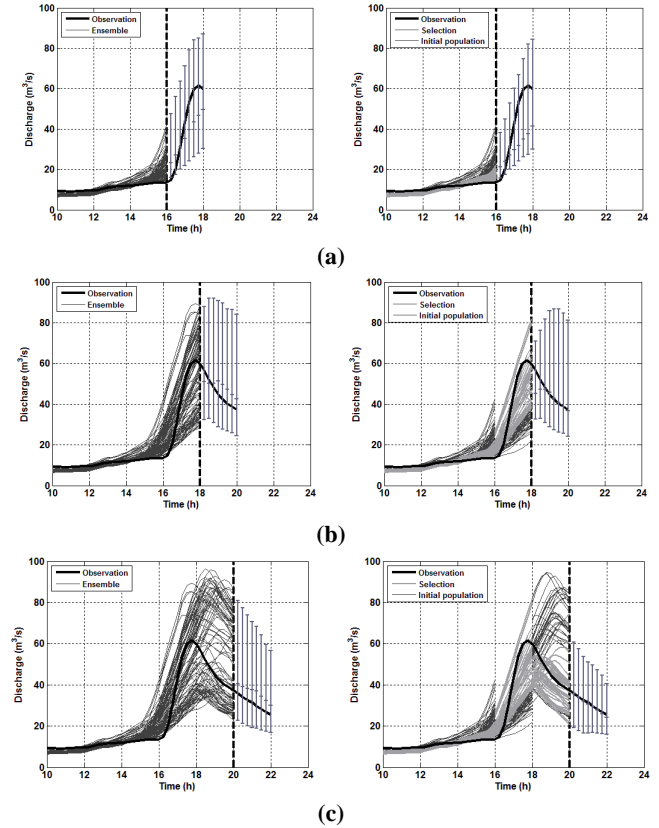 100
80
60
40
20
0
Discharge (m³/s)
Observation
Ensemble
10 12 14 16 18 20 22 24
Time (h)
100
80
60
40
20
0
Discharge (m³/s)
Observation
Selection
Initial population
10 12 14 16 18 20 22 24
Time (h)
(a)
100
80
60
40
20
0
Discharge (m³/s)
Observation
Ensemble
10 12 14 16 18 20 22 24
Time (h)
100
80
60
40
20
0
Discharge (m³/s)
Observation
Selection
Initial population
10 12 14 16 18 20 22 24
Time (h)
(b)
100
80
60
40
20
0
Discharge (m³/s)
Observation
Ensemble
10 12 14 16 18 20 22 24
Time (h)
100
80
60
40
20
0
Discharge (m³/s)
Observation
Selection
Initial population
10 12 14 16 18 20 22 24
Time (h)
(c)